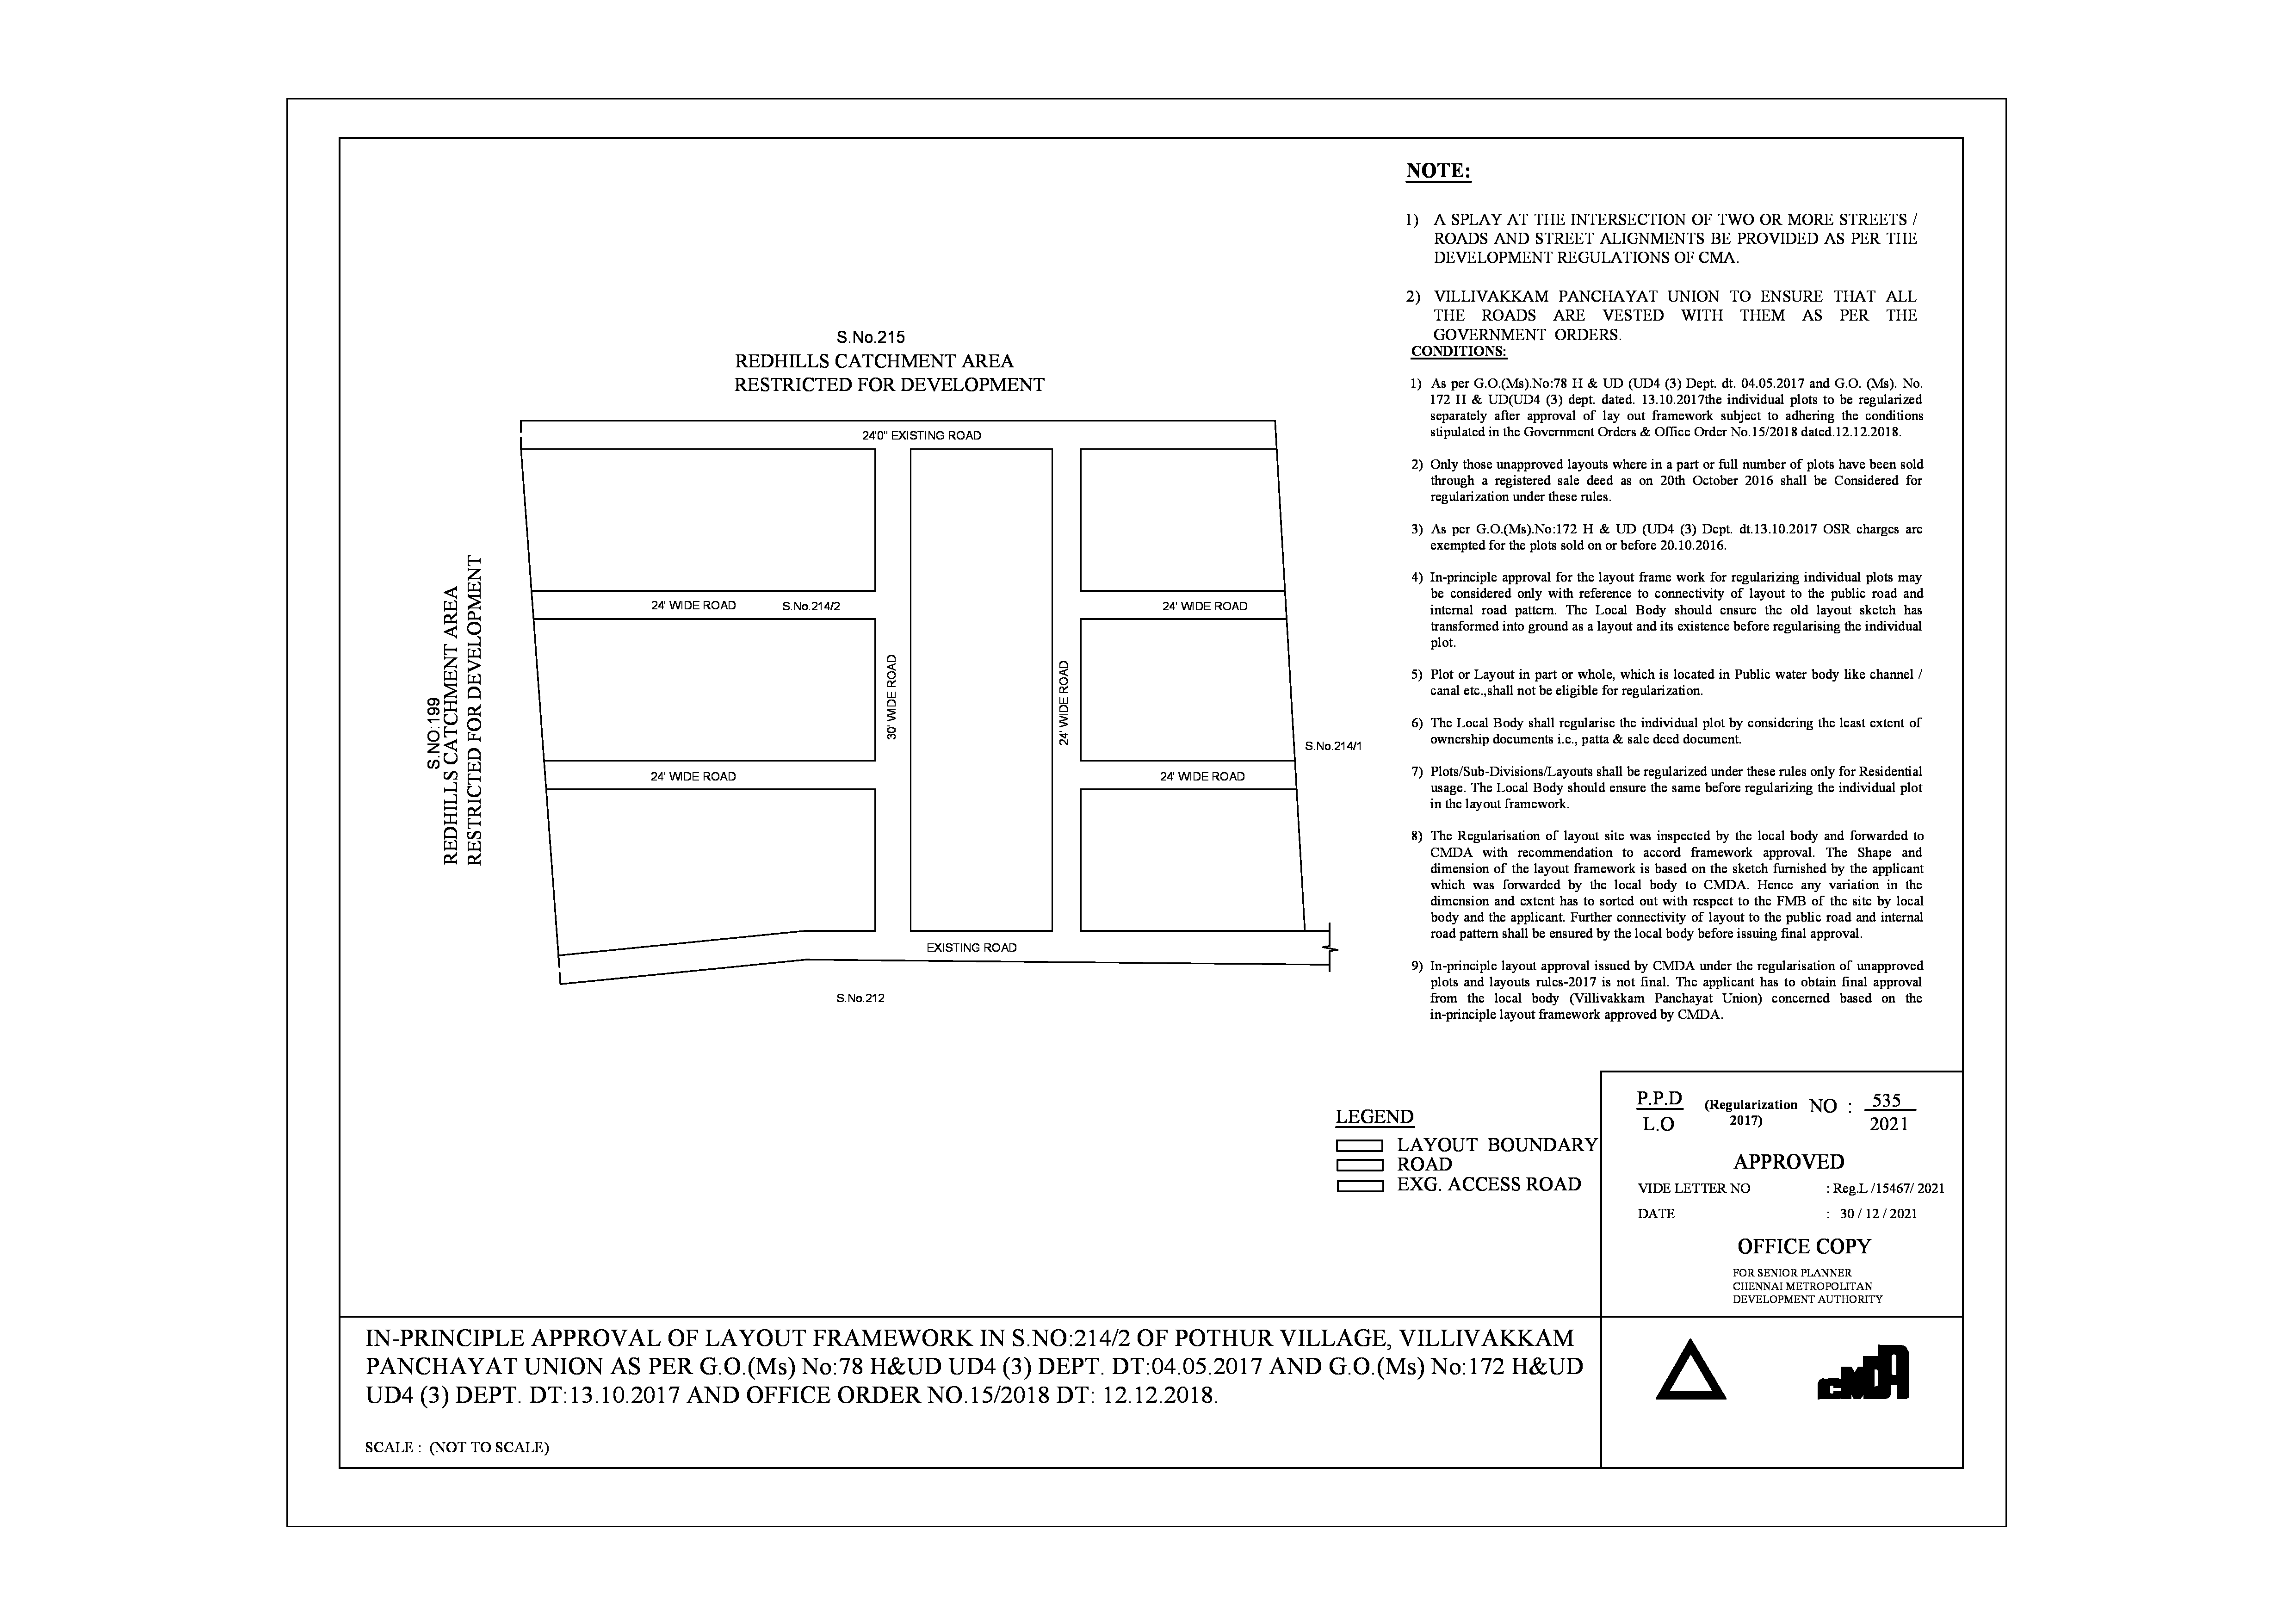 NOTE:
1) A SPLAY AT THE INTERSECTION OF TWO OR MORE STREETS /
ROADS AND STREET ALIGNMENTS BE PROVIDED AS PER THE
DEVELOPMENT REGULATIONS OF CMA.
2) VILLIVAKKAM PANCHAYAT UNION TO ENSURE THAT ALL
THE ROADS ARE VESTED WITH THEM AS PER THE
GOVERNMENT ORDERS.
CONDITIONS:
1) As per G.O.(Ms).No:78 H & UD (UD4 (3) Dept. dt. 04.05.2017 and G.O. (Ms). No.
172 H & UD(UD4 (3) dept. dated. 13.10.2017the individual plots to be regularized
separately after approval of lay out framework subject to adhering the conditions
stipulated in the Government Orders & Office Order No.15/2018 dated.12.12.2018.
2) Only those unapproved layouts where in a part or full number of plots have been sold
through a registered sale deed as on 20th October 2016 shall be Considered for
regularization under these rules.
3) As per G.O.(Ms).No:172 H & UD (UD4 (3) Dept. dt.13.10.2017 OSR charges are
exempted for the plots sold on or before 20.10.2016.
4) In-principle approval for the layout frame work for regularizing individual plots may
be considered only with reference to connectivity of layout to the public road and
internal road pattern. The Local Body should ensure the old layout sketch has
transformed into ground as a layout and its existence before regularising the individual
plot.
5) Plot or Layout in part or whole, which is located in Public water body like channel /
canal etc.,shall not be eligible for regularization.
6) The Local Body shall regularise the individual plot by considering the least extent of
ownership documents i.e., patta & sale deed document.
7) Plots/Sub-Divisions/Layouts shall be regularized under these rules only for Residential
usage. The Local Body should ensure the same before regularizing the individual plot
in the layout framework.
8) The Regularisation of layout site was inspected by the local body and forwarded to
CMDA with recommendation to accord framework approval. The Shape and
dimension of the layout framework is based on the sketch furnished by the applicant
which was forwarded by the local body to CMDA. Hence any variation in the
dimension and extent has to sorted out with respect to the FMB of the site by local
body and the applicant. Further connectivity of layout to the public road and internal
road pattern shall be ensured by the local body before issuing final approval.
9) In-principle layout approval issued by CMDA under the regularisation of unapproved
plots and layouts rules-2017 is not final. The applicant has to obtain final approval
from the local body (Villivakkam Panchayat Union) concerned based on the
in-principle layout framework approved by CMDA.
S.No.215
REDHILLS CATCHMENT AREA
RESTRICTED FOR DEVELOPMENT
24'0" EXISTING ROAD
S.NO:199
REDHILLS CATCHMENT AREA
RESTRICTED FOR DEVELOPMENT
24' WIDE ROAD
S.No.214/2
24' WIDE ROAD
30' WIDE ROAD
24' WIDE ROAD
S.No.214/1
24' WIDE ROAD
24' WIDE ROAD
EXISTING ROAD
S.No.212
LEGEND
LAYOUT BOUNDARY
ROAD
EXG. ACCESS ROAD
P.P.D
L.O
(Regularization
2017)
NO :
535
2021
APPROVED
VIDE LETTER NO : Reg.L /15467/ 2021
DATE : 30 / 12 / 2021
OFFICE COPY
FOR SENIOR PLANNER
CHENNAI METROPOLITAN
DEVELOPMENT AUTHORITY
IN-PRINCIPLE APPROVAL OF LAYOUT FRAMEWORK IN S.NO:214/2 OF POTHUR VILLAGE, VILLIVAKKAM
PANCHAYAT UNION AS PER G.O.(Ms) No:78 H&UD UD4 (3) DEPT. DT:04.05.2017 AND G.O.(Ms) No:172 H&UD
UD4 (3) DEPT. DT:13.10.2017 AND OFFICE ORDER NO.15/2018 DT: 12.12.2018.
SCALE : (NOT TO SCALE)
CMDA